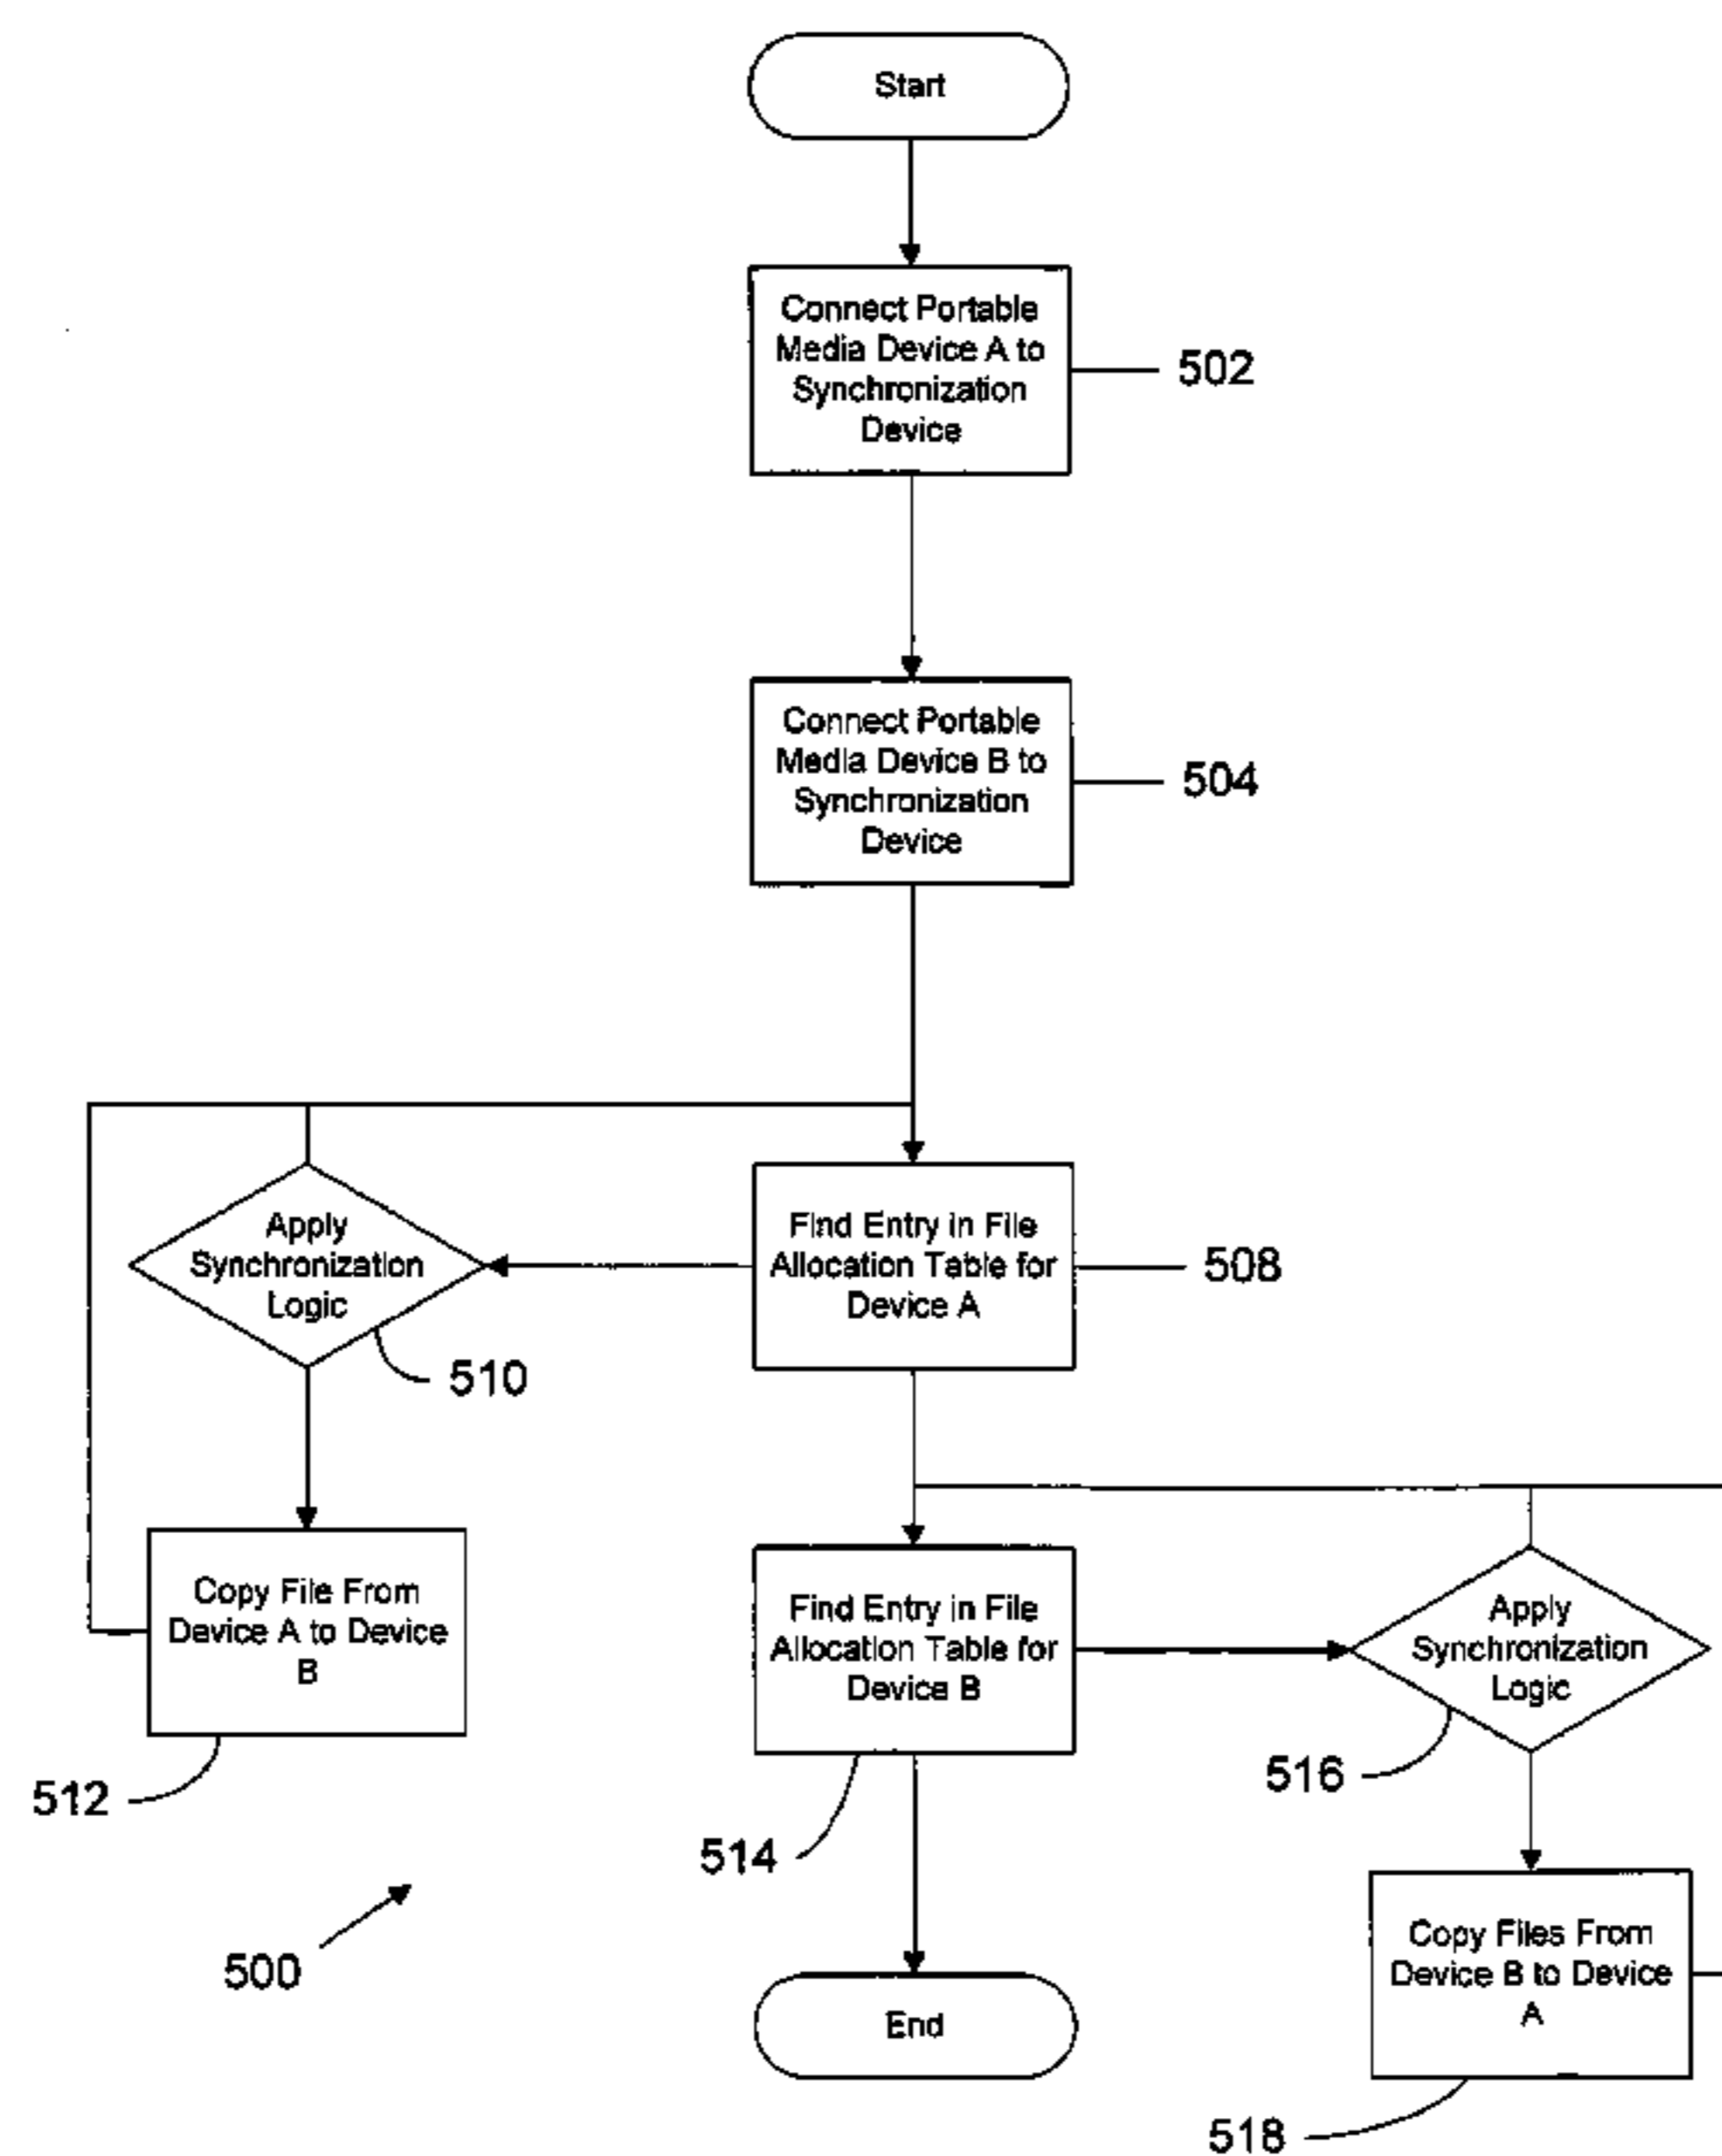 Start
Connect Portable
Media Device A to
Synchronization
Device
502
Connect Portable
Media Device B to
Synchronization
Device
504
Apply
Synchronization
Logic
510
Find Entry in File
Allocation Table for
Device A
508
Copy File From
Device A to Device
B
512
Find Entry in File
Allocation Table for
Device B
514
Apply
Synchronization
Logic
516
500
End
Copy Files From
Device B to Device
A
518